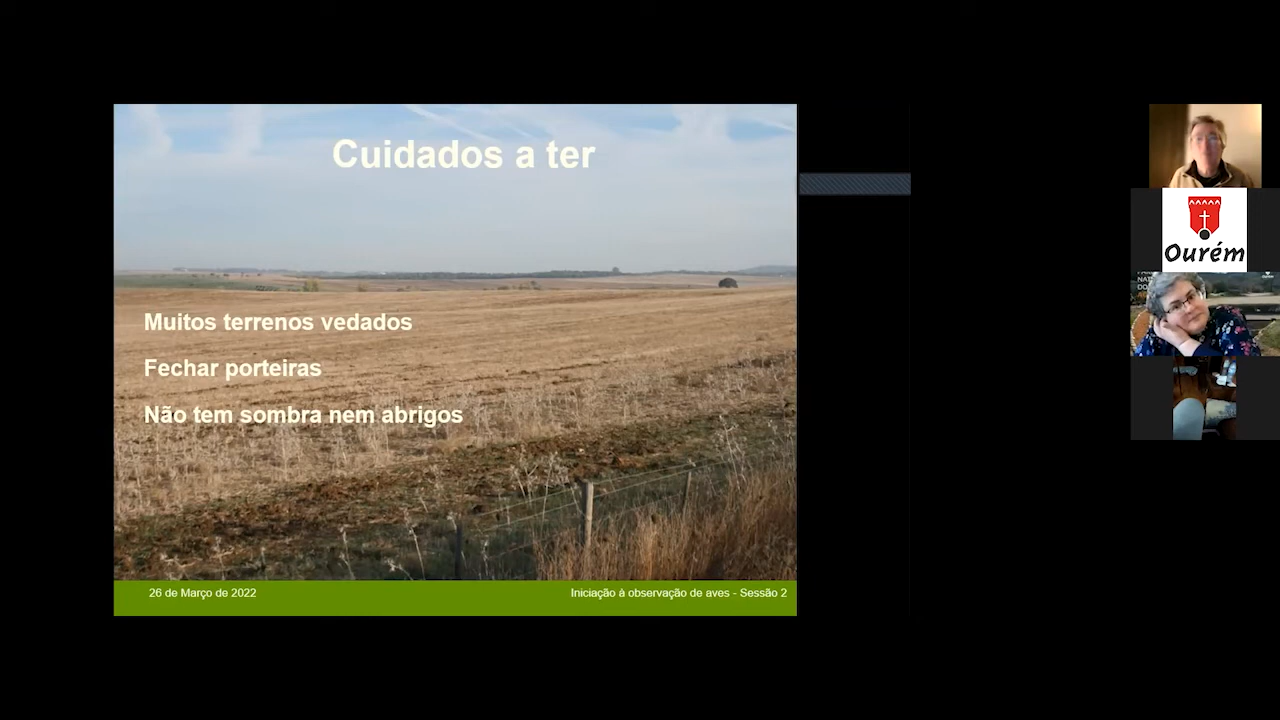 Cuidados a ter
Muitos terrenos vedados
Fechar porteiras
Não tem sombra nem abrigos
26 de Março de 2022
Iniciação à observação de aves - Sessão 2
Ourém